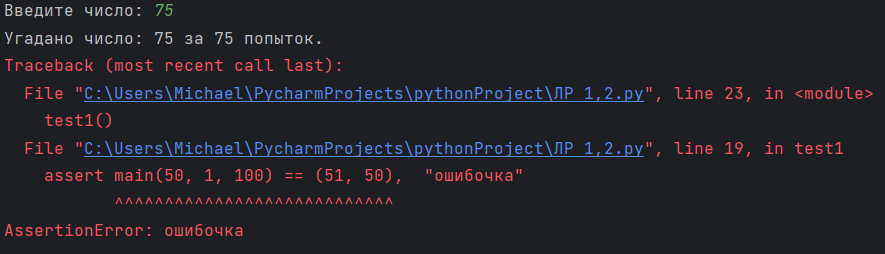 Введите число: 75
Угадано число: 75 за 75 попыток.
Traceback (most recent call last):
  File "C:\Users\Michael\PycharmProjects\pythonProject\ЛР 1,2.py", line 23, in <module>
    test1()
  File "C:\Users\Michael\PycharmProjects\pythonProject\ЛР 1,2.py", line 19, in test1
    assert main(50, 1, 100) == (51, 50),  "ошибочка"
           ^^^^^^^^^^^^^^^^^^^^^^^^^^^^
AssertionError: ошибочка